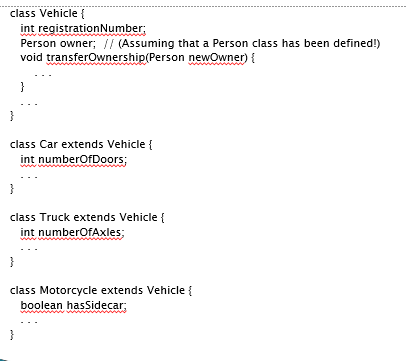 class Vehicle {
int registrationNumber;
Person owner; // (Assuming that a Person class has been defined!)
void transferOwnership(Person newOwner) {
. . .
}
. . .
}
class Car extends Vehicle {
int numberOfDoors;
. . .
}
class Truck extends Vehicle {
int numberOfAxles;
. . .
}
class Motorcycle extends Vehicle {
boolean hasSidecar;
. . .
}